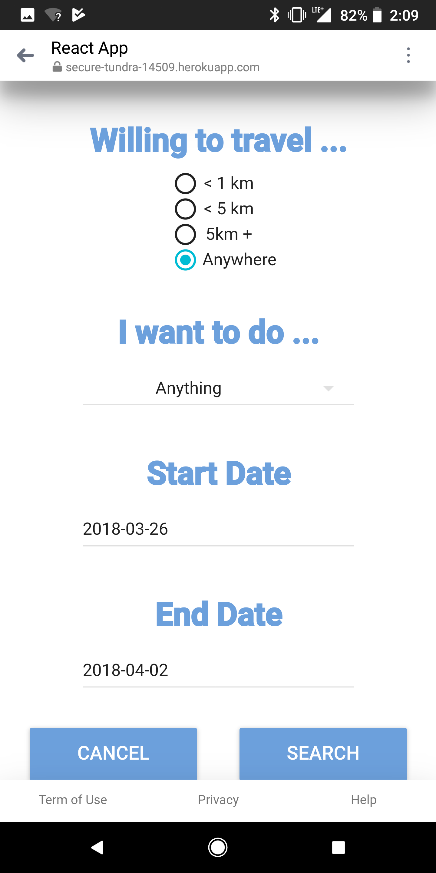 LTE+ 82% 2:09
React App
secure-tundra-14509.herokuapp.com
Willing to travel ...
< 1 km
< 5 km
5km +
Anywhere
I want to do ...
Anything
Start Date
2018-03-26
End Date
2018-04-02
CANCEL SEARCH
Term of Use Privacy Help